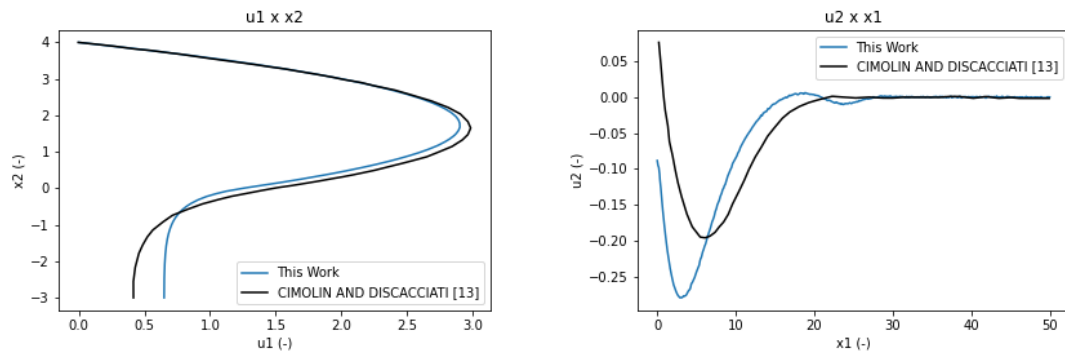 u1 x x2
4
3
2
1
0
−1
−2
−3
x2 (-)
This Work
CIMOLIN AND DISCACCIATI [13]
0.0 0.5 1.0 1.5 2.0 2.5 3.0
u1 (-)
u2 x x1
0.05
0.00
−0.05
−0.10
−0.15
−0.20
−0.25
u2 (-)
This Work
CIMOLIN AND DISCACCIATI [13]
0 10 20 30 40 50
x1 (-)